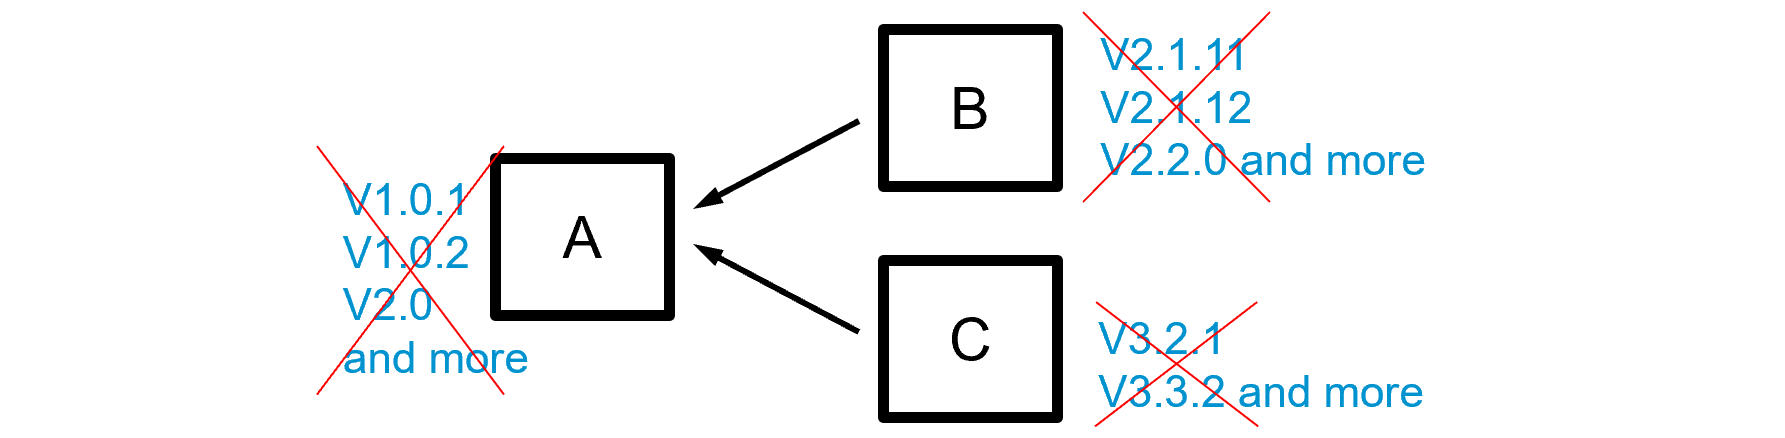 V1.0.1
V1.0.2
V2.0
and more
A
B
V2.1.11
V2.1.12
V2.2.0 and more
C
V3.2.1
V3.3.2 and more